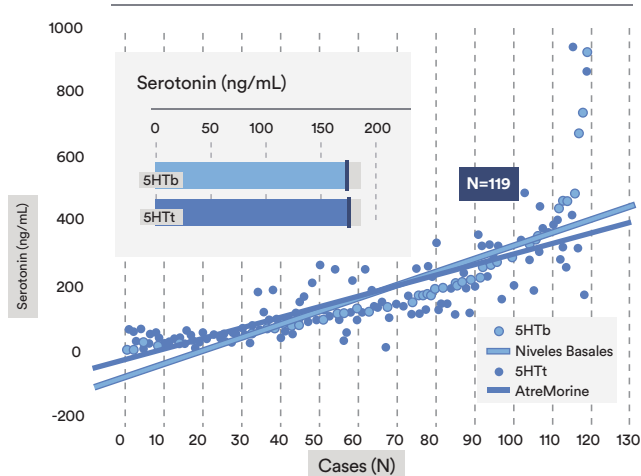 1000
800
600
400
200
0
-200
Serotonin (ng/mL)
Serotonin (ng/mL)
0 50 100 150 200
5HTb
5HTt
N=119
5HTb
Niveles Basales
5HTt
AtreMorine
0 10 20 30 40 50 60 70 80 90 100 110 120 130
Cases (N)